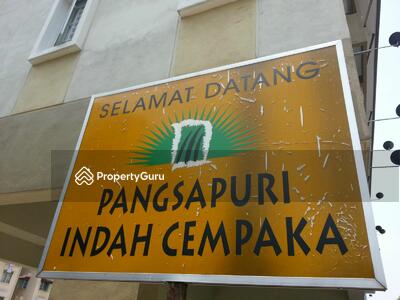 SELAMAT DATANG
PropertyGuru
PANGSAPURI
INDAH CEMPAKA